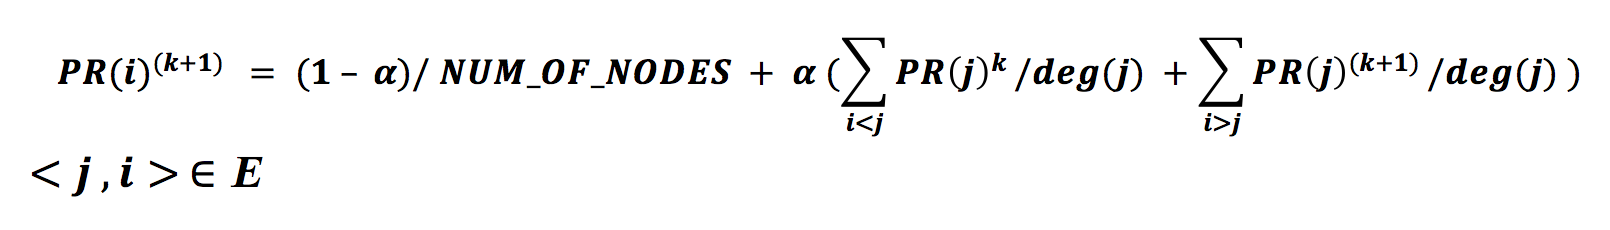 PR(i)^(k+1) = (1 – α)/ NUM_OF_NODES + α (∑_{i<j} PR(j)^k /deg(j) + ∑_{i>j} PR(j)^(k+1) /deg(j) )
< j , i > ∈ E